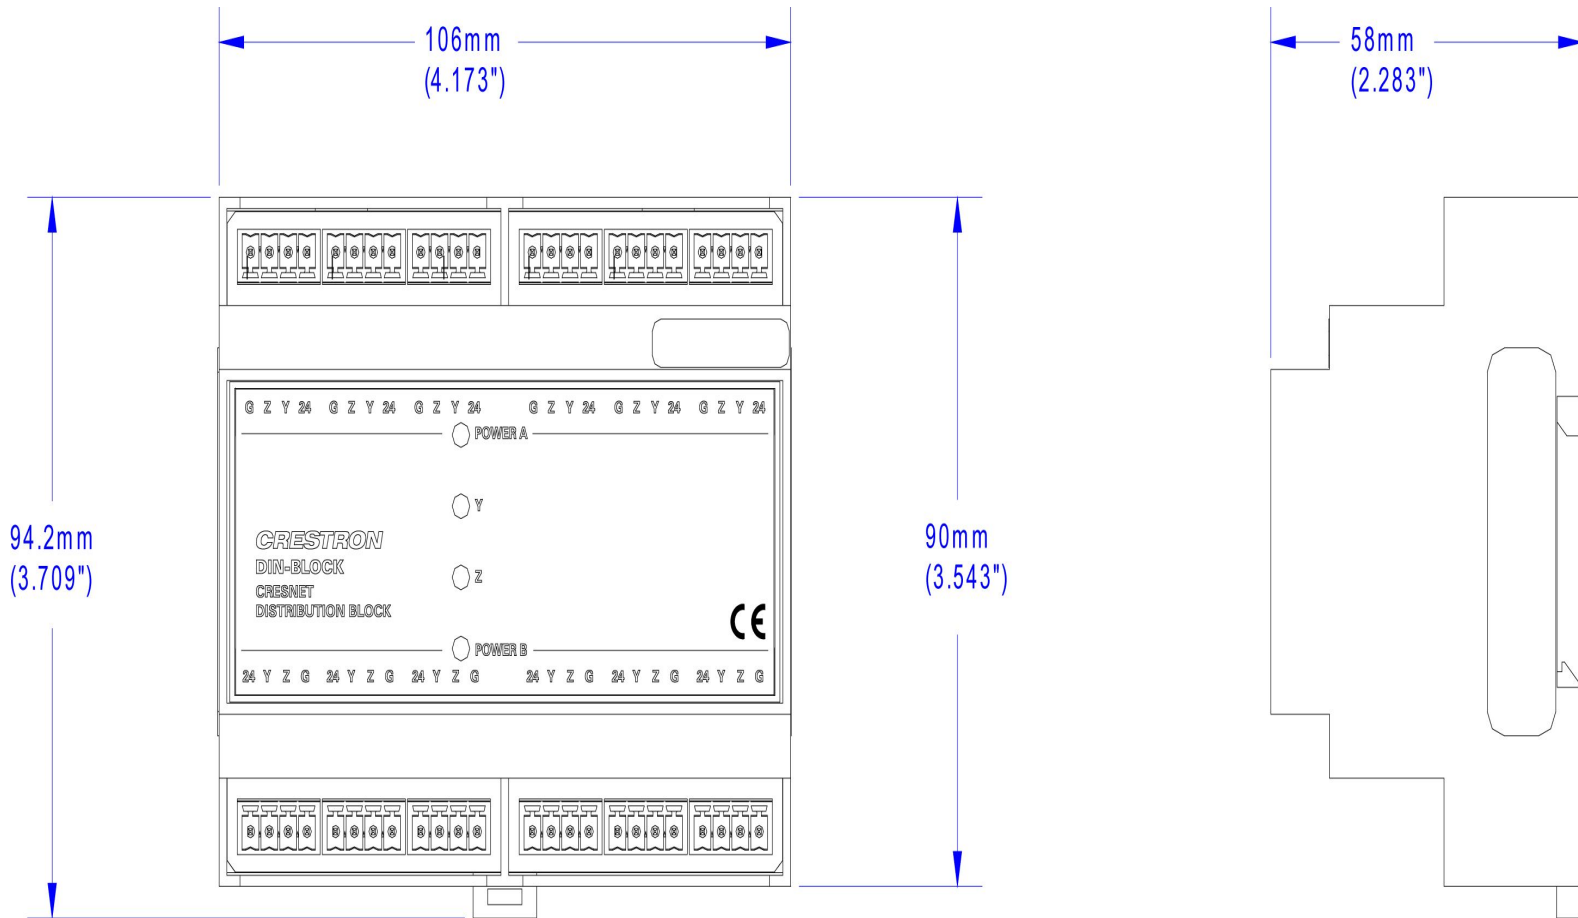 106mm
(4.173")
58mm
(2.283")
G Z Y 24 G Z Y 24 G Z Y 24 G Z Y 24 G Z Y 24 G Z Y 24
POWER A
Y
94.2mm
(3.709")
CRESTRON
DIN-BLOCK
CRESNET
DISTRIBUTION BLOCK
Z
90mm
(3.543")
CE
POWER B
24 Y Z G 24 Y Z G 24 Y Z G 24 Y Z G 24 Y Z G 24 Y Z G